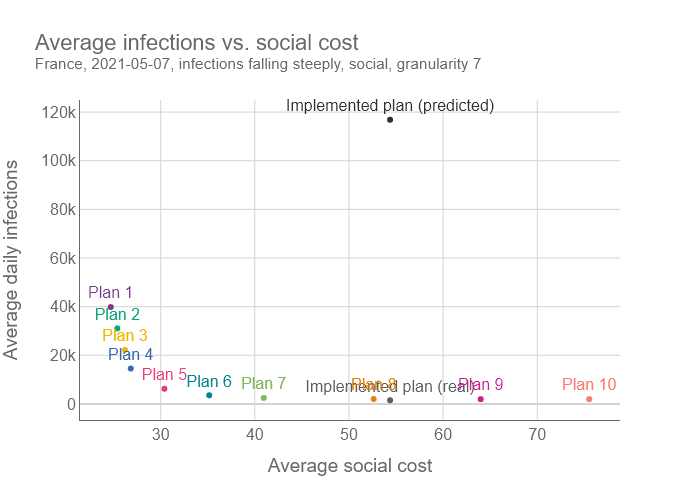 Average infections vs. social cost
France, 2021-05-07, infections falling steeply, social, granularity 7
Implemented plan (predicted)
120k
100k
80k
60k
40k
20k
0
Average daily infections
Plan 1
Plan 2
Plan 3
Plan 4
Plan 5
Plan 6
Plan 7
Plan 8
Implemented plan (real)
Plan 9
Plan 10
30
40
50
60
70
Average social cost